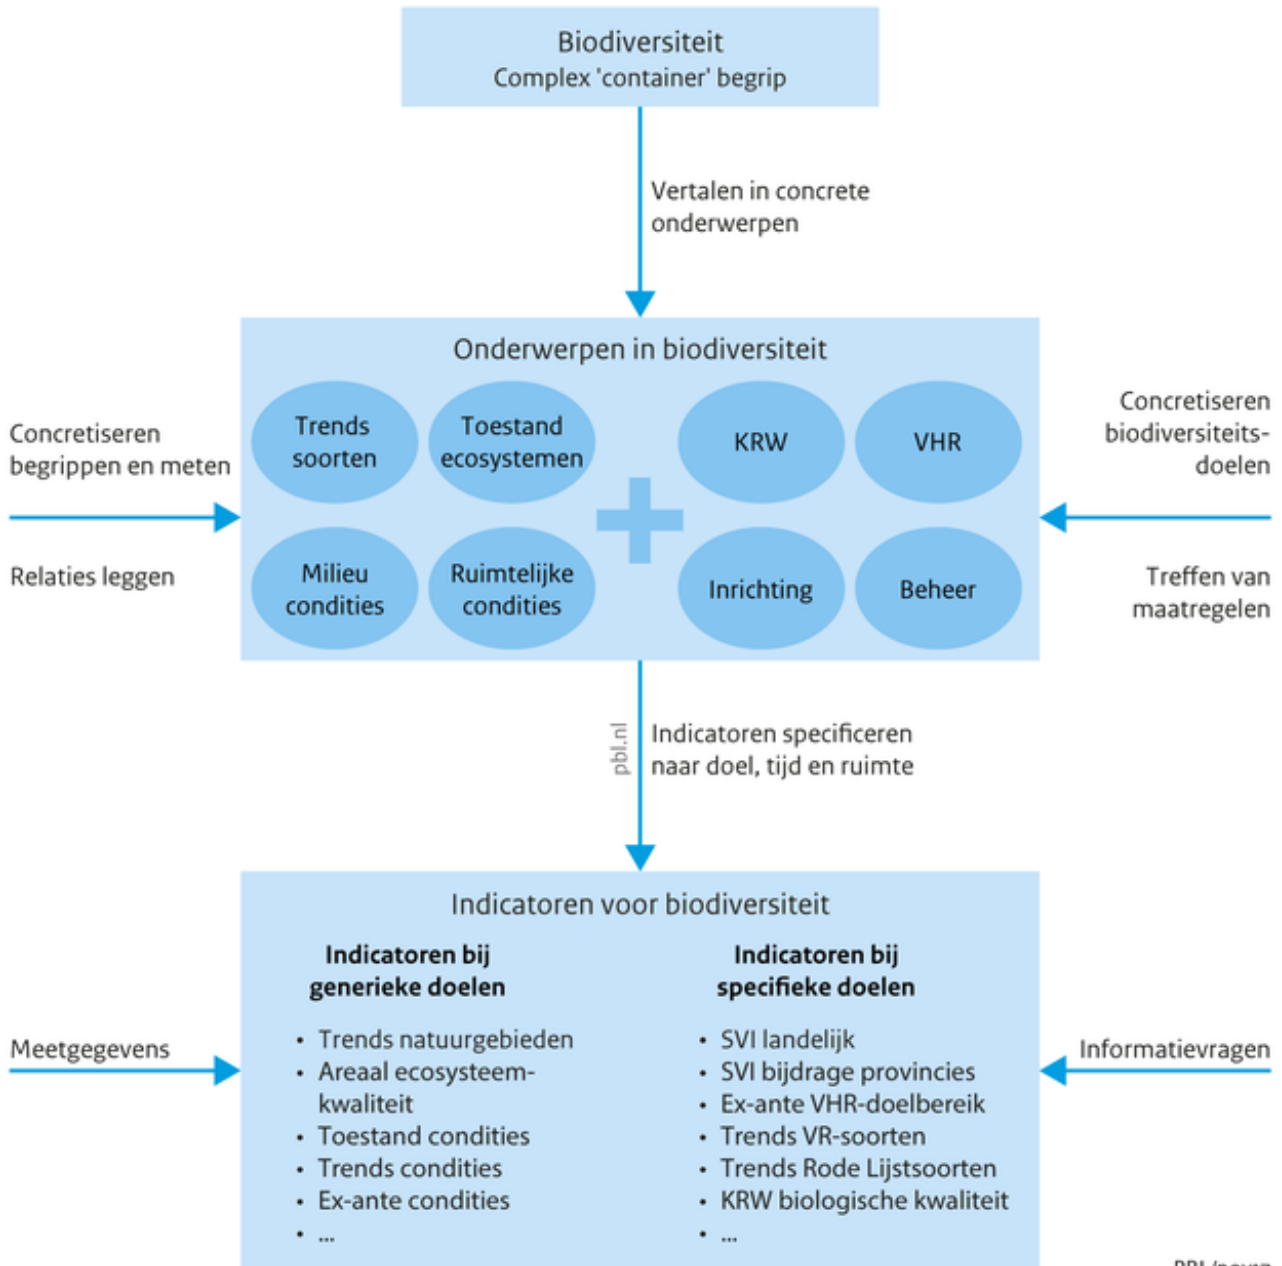 Biodiversiteit
Complex 'container' begrip
Vertalen in concrete
onderwerpen
Onderwerpen in biodiversiteit
Trends
soorten
Toestand
ecosystemen
KRW
VHR
Milieu
condities
Ruimtelijke
condities
Inrichting
Beheer
Concretiseren
begrippen en meten
Relaties leggen
Concretiseren
biodiversiteits-
doelen
Treffen van
maatregelen
pbl.nl
Indicatoren specificeren
naar doel, tijd en ruimte
Indicatoren voor biodiversiteit
Indicatoren bij
generieke doelen
• Trends natuurgebieden
• Areaal ecosysteem-
kwaliteit
• Toestand condities
• Trends condities
• Ex-ante condities
• ...
Indicatoren bij
specifieke doelen
• SVI landelijk
• SVI bijdrage provincies
• Ex-ante VHR-doelbereik
• Trends VR-soorten
• Trends Rode Lijstsoorten
• KRW biologische kwaliteit
• ...
Meetgegevens
Informatievragen